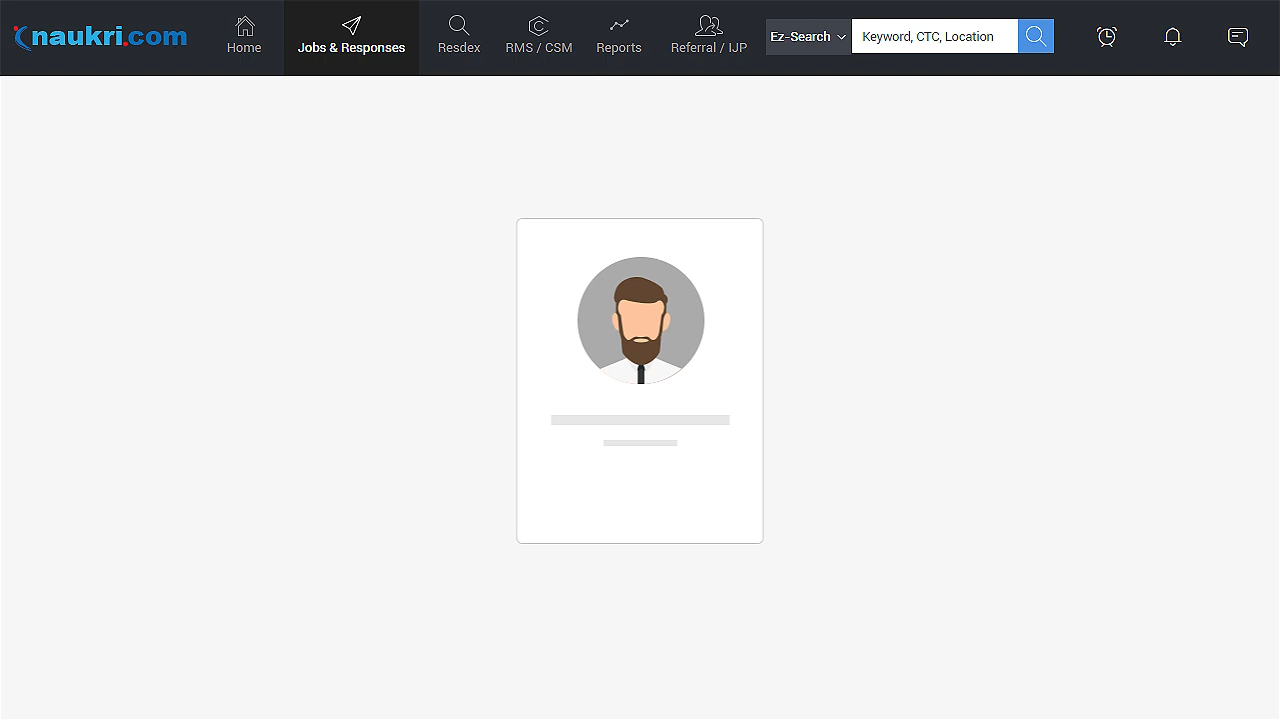 naukri.com
Home
Jobs & Responses
Resdex
RMS / CSM
Reports
Referral / IJP
Ez-Search
Keyword, CTC, Location